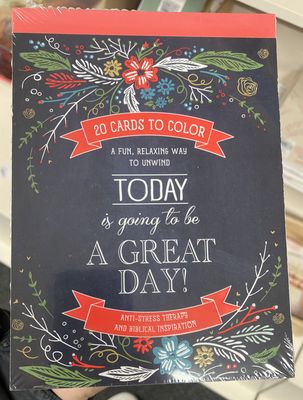 20 CARDS TO COLOR
A FUN, RELAXING WAY
TO UNWIND
TODAY
is going to be
A GREAT
DAY!
ANTI-STRESS THERAPY
AND BIBLICAL INSPIRATION